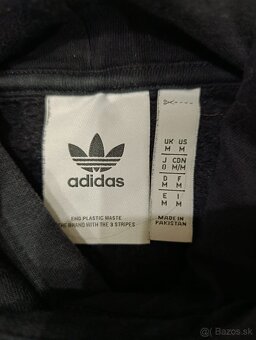 adidas
END PLASTIC WASTE
THE BRAND WITH THE 3 STRIPES
UK US
M M
J CDN
O M/M
D F
M M
E I
M M
MADE IN
PAKISTAN
bazos.sk